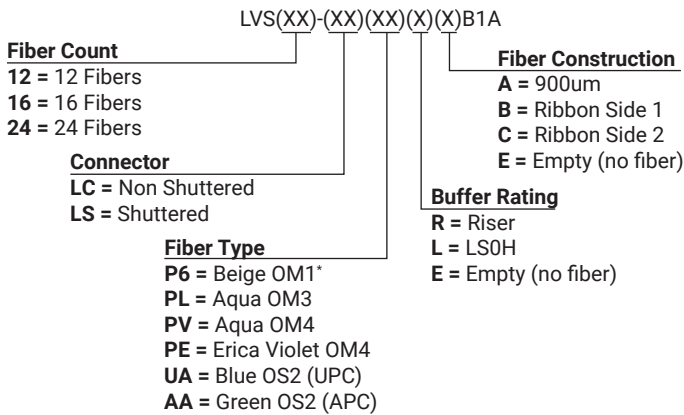 LVS(XX)-(XX)(XX)(X)(X)B1A
Fiber Count
12 = 12 Fibers
16 = 16 Fibers
24 = 24 Fibers
Connector
LC = Non Shuttered
LS = Shuttered
Fiber Type
P6 = Beige OM1*
PL = Aqua OM3
PV = Aqua OM4
PE = Erica Violet OM4
UA = Blue OS2 (UPC)
AA = Green OS2 (APC)
Fiber Construction
A = 900um
B = Ribbon Side 1
C = Ribbon Side 2
E = Empty (no fiber)
Buffer Rating
R = Riser
L = LS0H
E = Empty (no fiber)